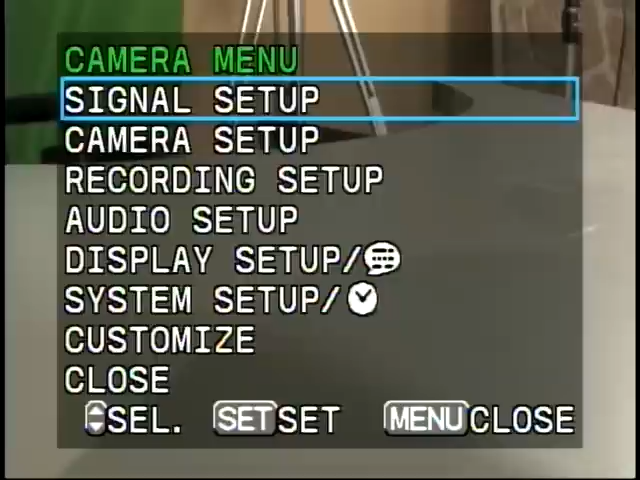 CAMERA MENU
SIGNAL SETUP
CAMERA SETUP
RECORDING SETUP
AUDIO SETUP
DISPLAY SETUP/
SYSTEM SETUP/
CUSTOMIZE
CLOSE
SEL. SET SET MENU CLOSE